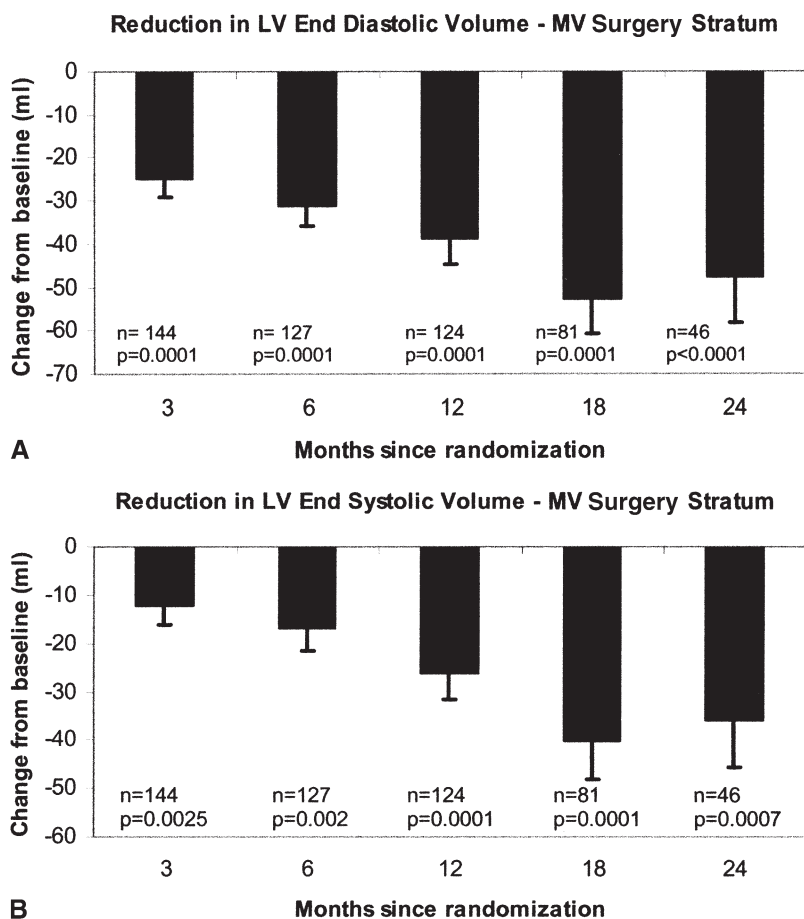 Reduction in LV End Diastolic Volume - MV Surgery Stratum
Change from baseline (ml)
0
-10
-20
-30
-40
-50
-60
-70
n= 144
p=0.0001
n= 127
p=0.0001
n= 124
p=0.0001
n=81
p=0.0001
n=46
p<0.0001
3 6 12 18 24
A
Months since randomization
Reduction in LV End Systolic Volume - MV Surgery Stratum
Change from baseline (ml)
0
-10
-20
-30
-40
-50
-60
n=144
p=0.0025
n=127
p=0.002
n=124
p=0.0001
n=81
p=0.0001
n=46
p=0.0007
3 6 12 18 24
B
Months since randomization